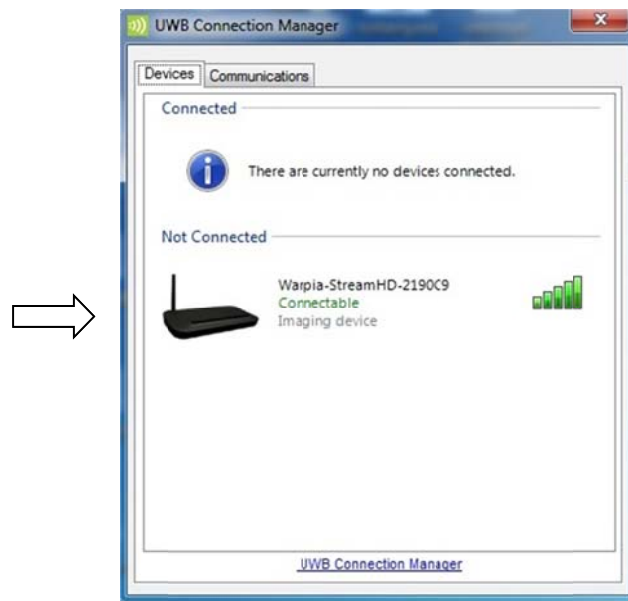 UWB Connection Manager
Devices Communications
Connected
There are currently no devices connected.
Not Connected
Warpia-StreamHD-2190C9
Connectable
Imaging device
UWB Connection Manager